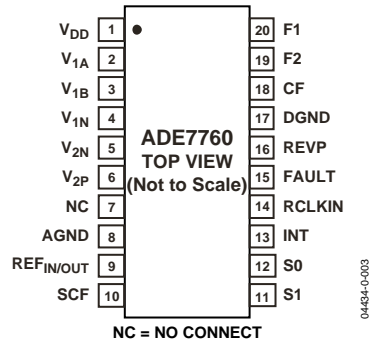 VDD 1 20 F1
V1A 2 19 F2
V1B 3 18 CF
V1N 4 17 DGND
V2N 5 16 REVP
V2P 6 15 FAULT
NC 7 14 RCLKIN
AGND 8 13 INT
REFIN/OUT 9 12 S0
SCF 10 11 S1
ADE7760
TOP VIEW
(Not to Scale)
NC = NO CONNECT
04434-0-003